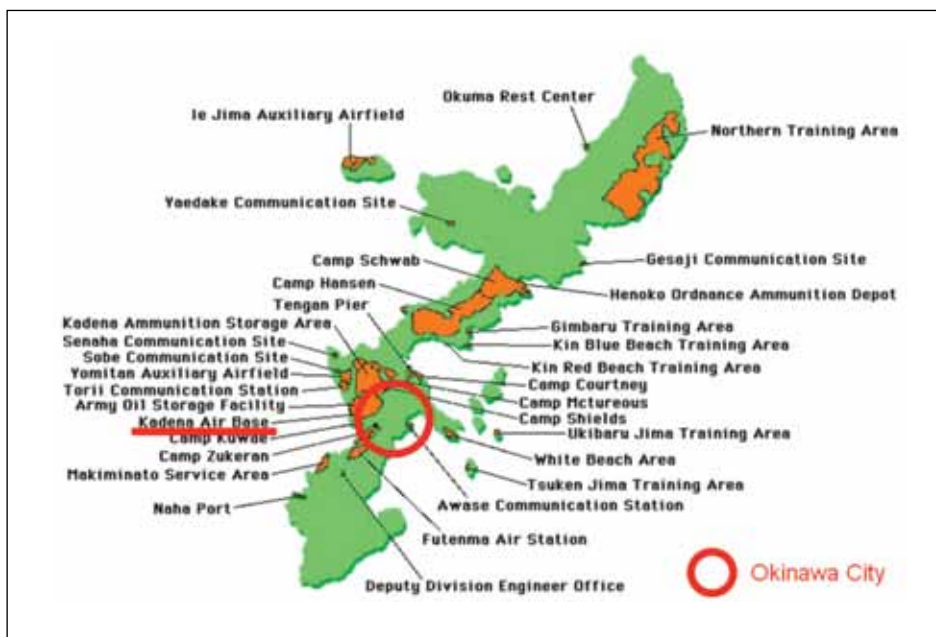 Okuma Rest Center
Ie Jima Auxiliary Airfield
Northern Training Area
Yaedake Communication Site
Camp Schwab
Gesaji Communication Site
Camp Hansen
Henoko Ordnance Ammunition Depot
Tengan Pier
Kadena Ammunition Storage Area
Gimbaru Training Area
Senaha Communication Site
Kin Blue Beach Training Area
Sobe Communication Site
Kin Red Beach Training Area
Yomitan Auxiliary Airfield
Camp Courtney
Torii Communication Station
Camp Mctureous
Army Oil Storage Facility
Camp Shields
Kadena Air Base
Ukibaru Jima Training Area
Camp Kuwae
Camp Zukeran
White Beach Area
Makiminato Service Area
Tsuken Jima Training Area
Naha Port
Awase Communication Station
Futenma Air Station
Deputy Division Engineer Office
Okinawa City